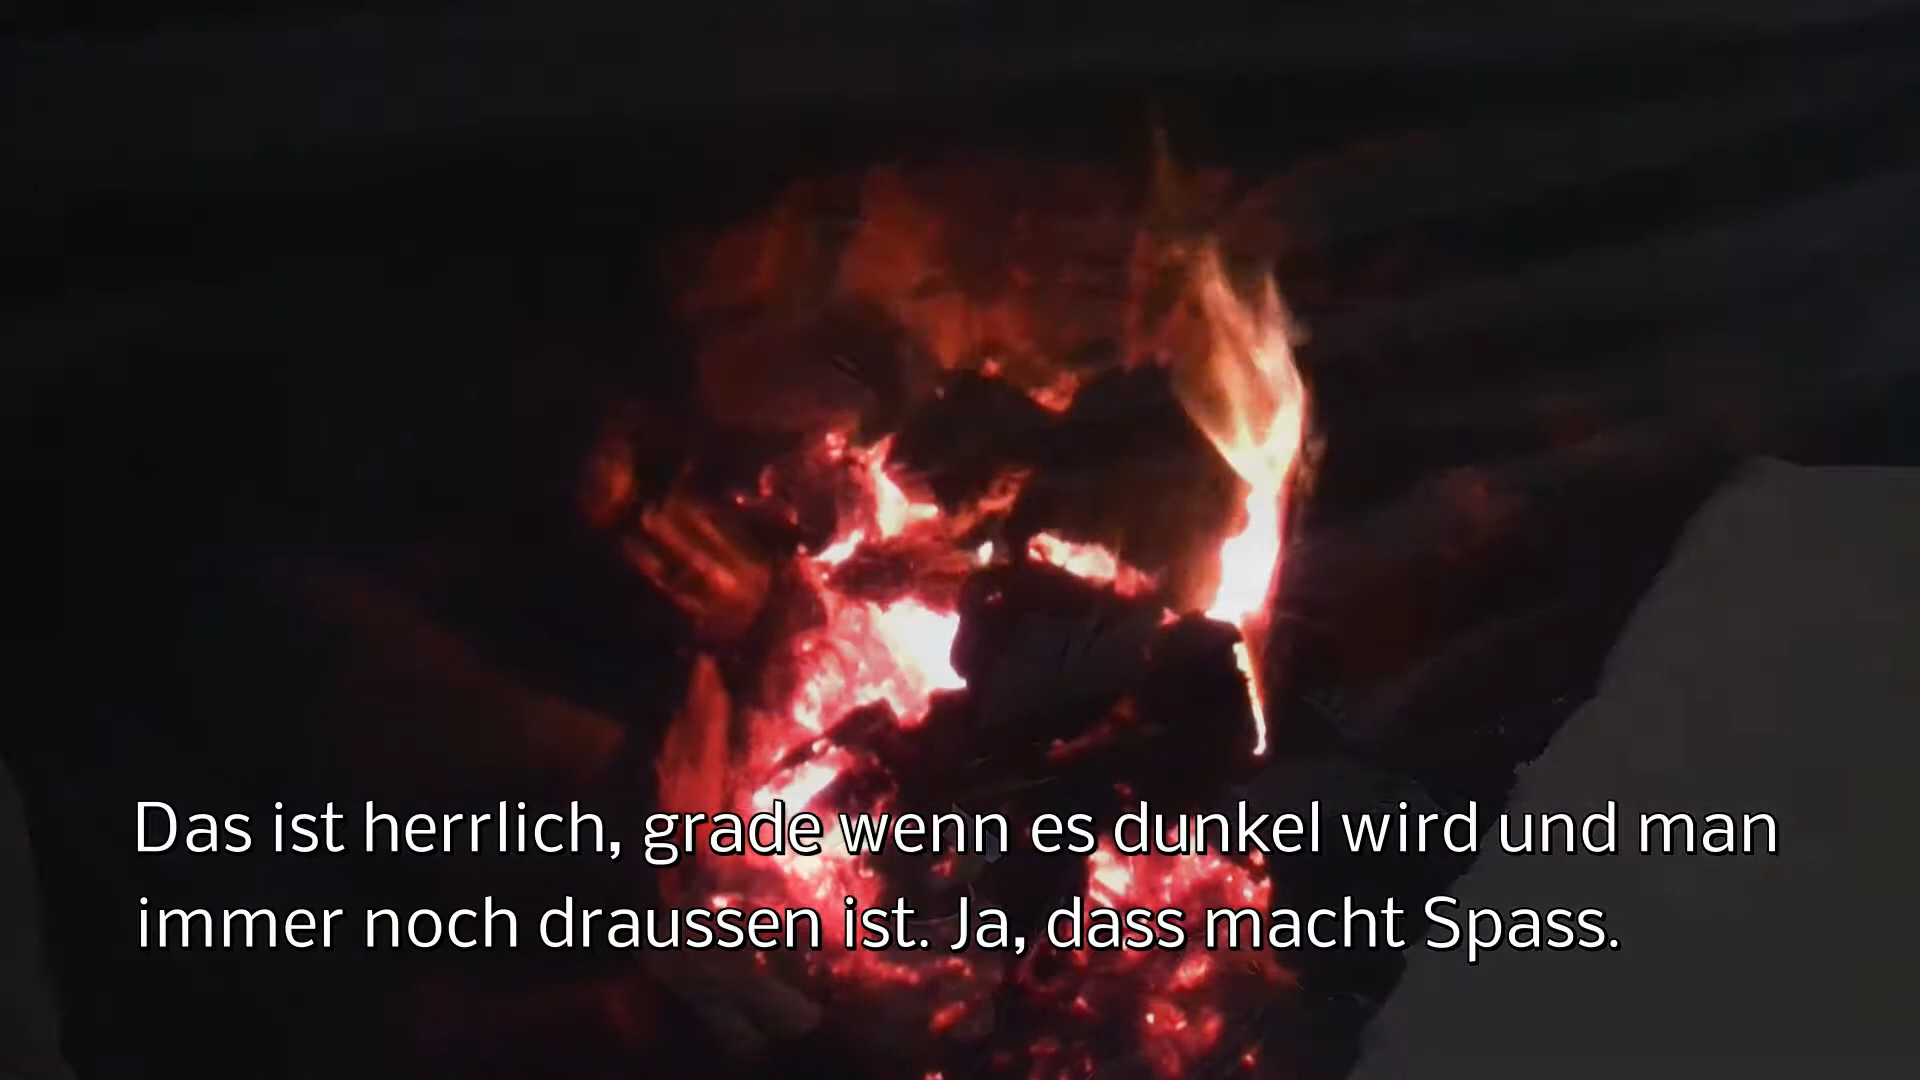 Das ist herrlich, grade wenn es dunkel wird und man
immer noch draussen ist. Ja, dass macht Spass.